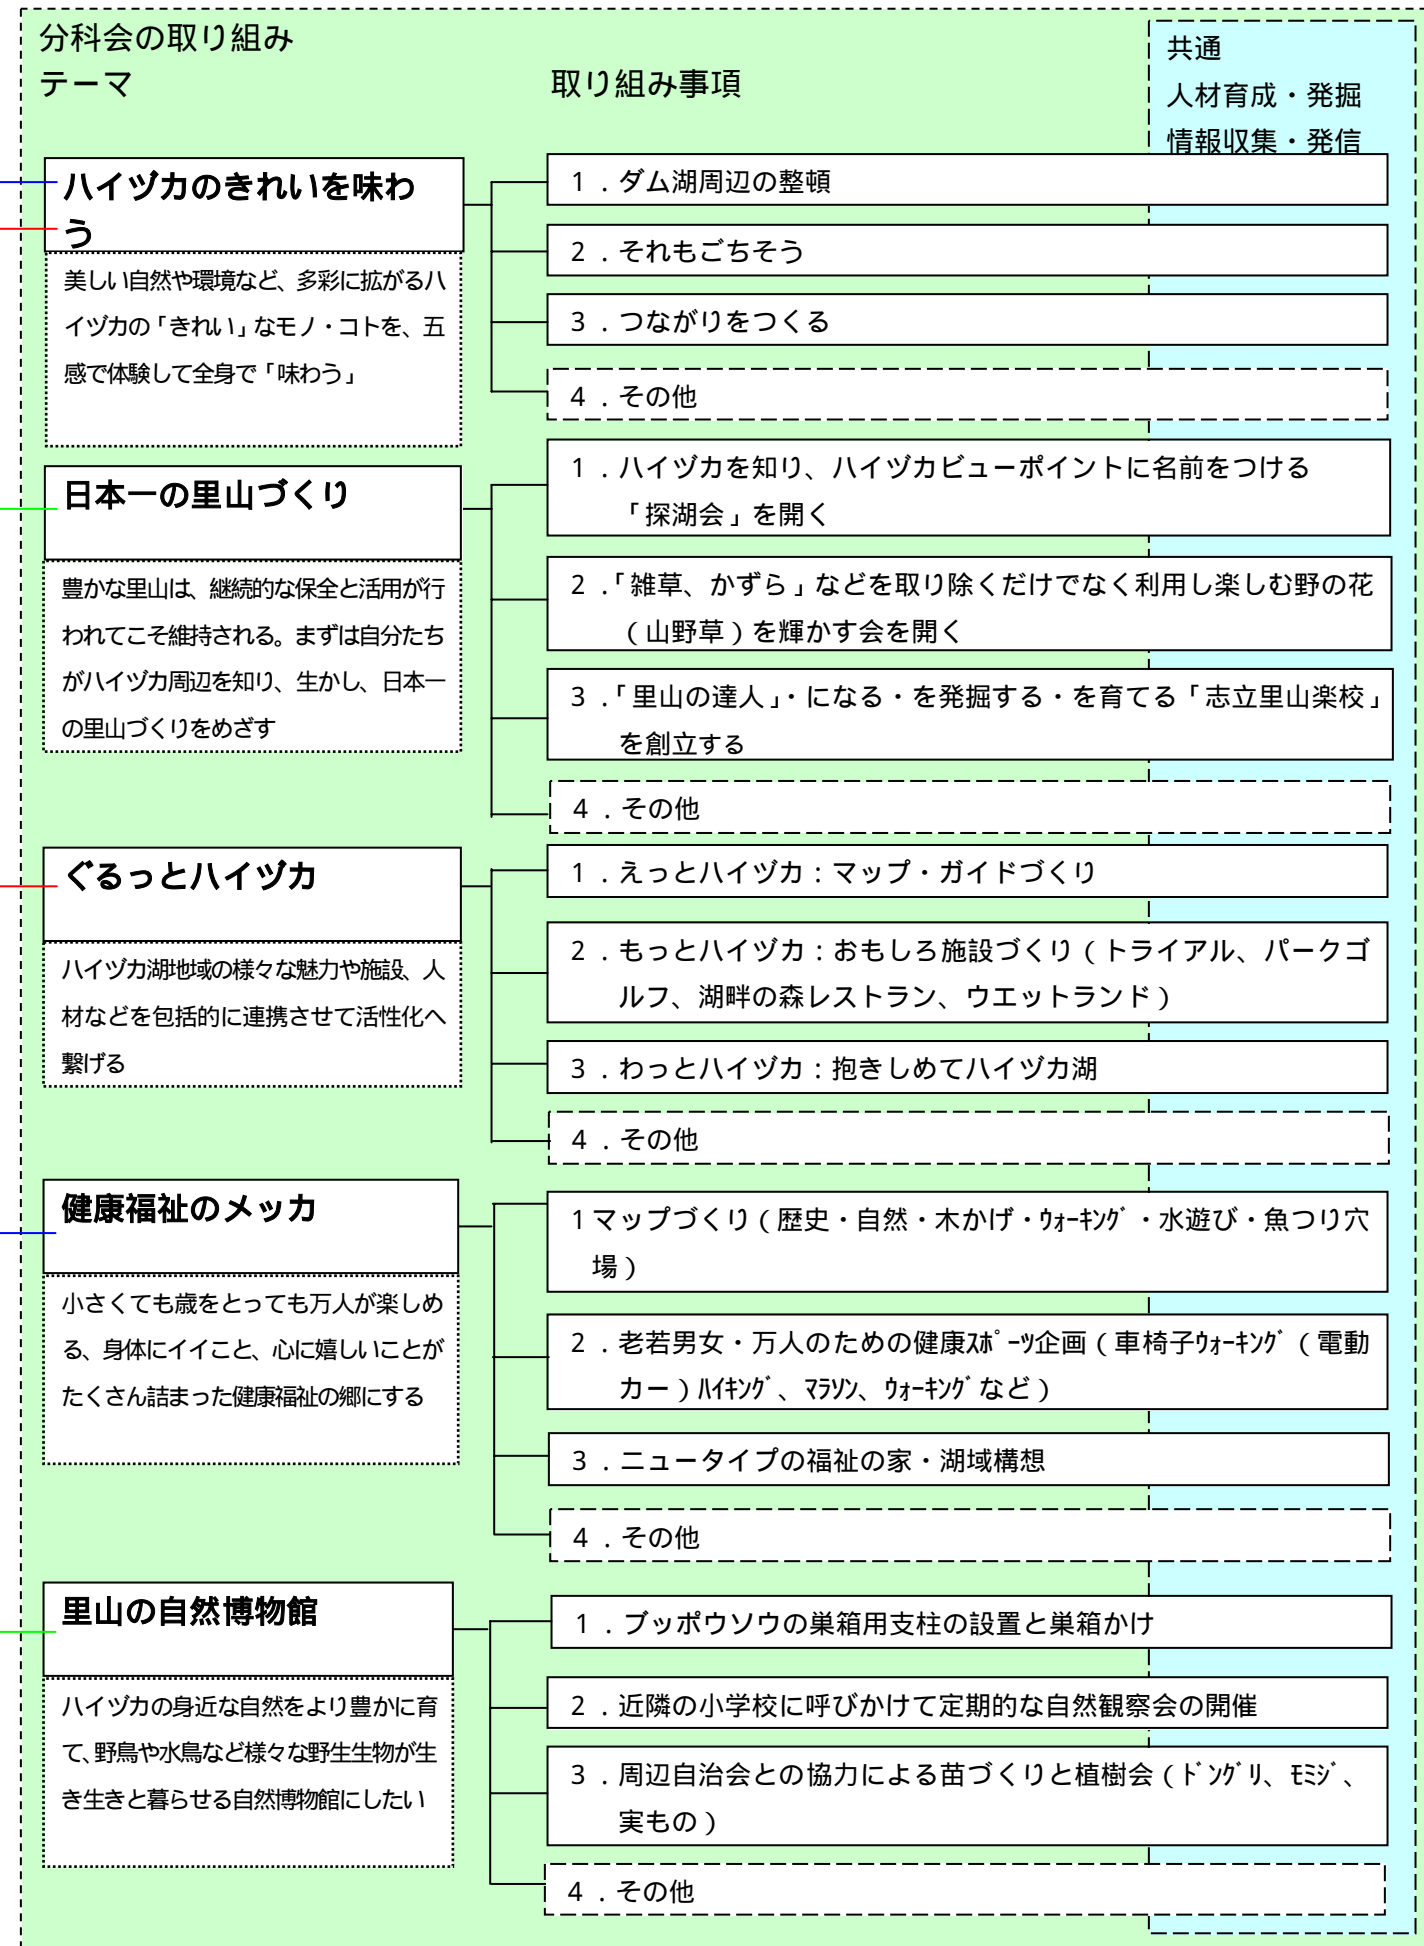 分科会の取り組み
テーマ
取り組み事項
共通
人材育成・発掘
情報収集・発信
ハイヅカのきれいを味わ
う
美しい自然や環境など、多彩に拡がるハ
イヅカの「きれい」なモノ・コトを、五
感で体験して全身で「味わう」
1．ダム湖周辺の整頓
2．それもごちそう
3．つながりをつくる
4．その他
日本一の里山づくり
豊かな里山は、継続的な保全と活用が行
われてこそ維持される。まずは自分たち
がハイヅカ周辺を知り、生かし、日本一
の里山づくりをめざす
1．ハイヅカを知り、ハイヅカビューポイントに名前をつける
「探湖会」を開く
2．「雑草、かずら」などを取り除くだけでなく利用し楽しむ野の花
（山野草）を輝かす会を開く
3．「里山の達人」・になる・を発掘する・を育てる「志立里山楽校」
を創立する
4．その他
ぐるっとハイヅカ
ハイヅカ湖地域の様々な魅力や施設、人
材などを包括的に連携させて活性化へ
繋げる
1．えっとハイヅカ：マップ・ガイドづくり
2．もっとハイヅカ：おもしろ施設づくり（トライアル、パークゴ
ルフ、湖畔の森レストラン、ウエットランド）
3．わっとハイヅカ：抱きしめてハイヅカ湖
4．その他
健康福祉のメッカ
小さくても歳をとっても万人が楽しめ
る、身体にイイこと、心に嬉しいことが
たくさん詰まった健康福祉の郷にする
1マップづくり（歴史・自然・木かげ・ｳｫｰｷﾝｸﾞ・水遊び・魚つり穴
場）
2．老若男女・万人のための健康ｽﾎﾟｰﾂ企画（車椅子ｳｫｰｷﾝｸﾞ（電動
カー）ﾊｲｷﾝｸﾞ、ﾏﾗｿﾝ、ｳｫｰｷﾝｸﾞなど）
3．ニュータイプの福祉の家・湖域構想
4．その他
里山の自然博物館
ハイヅカの身近な自然をより豊かに育
て、野鳥や水鳥など様々な野生生物が生
き生きと暮らせる自然博物館にしたい
1．ブッポウソウの巣箱用支柱の設置と巣箱かけ
2．近隣の小学校に呼びかけて定期的な自然観察会の開催
3．周辺自治会との協力による苗づくりと植樹会（ﾄﾞﾝｸﾞﾘ、ﾓﾐｼﾞ、
実もの）
4．その他